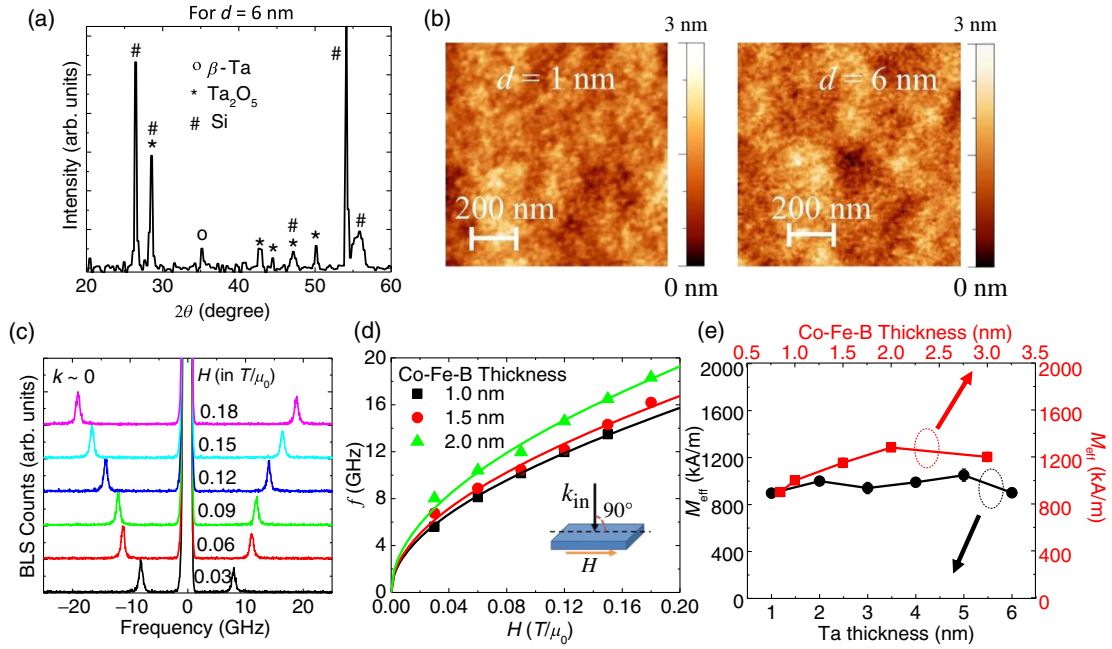 (a)
For d = 6 nm
Intensity (arb. units)
#
#
*
o
*
*
#
*
*
#
#
o β-Ta
* Ta2O5
# Si
20 30 40 50 60
2θ (degree)
(b)
3 nm
d = 1 nm
200 nm
0 nm
3 nm
d = 6 nm
200 nm
0 nm
(c)
BLS Counts (arb. units)
k ~ 0
H (in T/μ0)
0.18
0.15
0.12
0.09
0.06
0.03
−20 −10 0 10 20
Frequency (GHz)
(d)
f (GHz)
20
16
12
8
4
0
Co-Fe-B Thickness
1.0 nm
1.5 nm
2.0 nm
kin
90°
H
0.00 0.04 0.08 0.12 0.16 0.20
H (T/μ0)
(e)
Co-Fe-B Thickness (nm)
0.5 1.0 1.5 2.0 2.5 3.0 3.5
Meff (kA/m)
2000
1600
1200
800
400
0
2000
1600
1200
800
400
0
Meff (kA/m)
1 2 3 4 5 6
Ta thickness (nm)